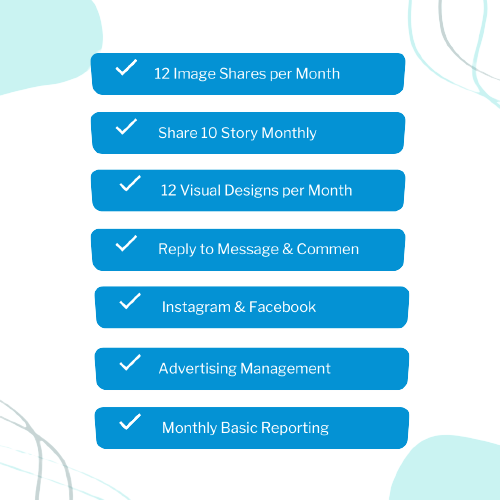 12 Image Shares per Month
Share 10 Story Monthly
12 Visual Designs per Month
Reply to Message & Commen
Instagram & Facebook
Advertising Management
Monthly Basic Reporting